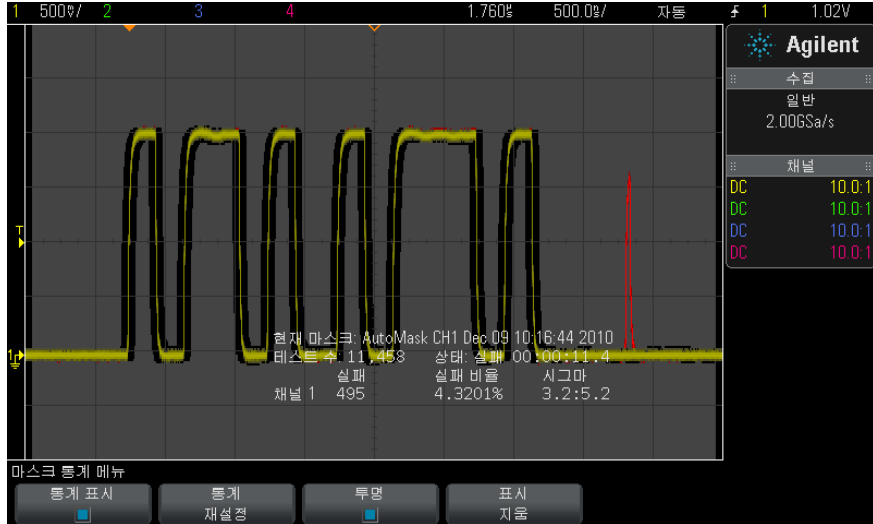 1 500♈/ 2 3 4 1.760␥ 500.0␥/ 자동 1 1.02V
Agilent
수집
일반
2.00GSa/s
채널
DC 10.0:1
DC 10.0:1
DC 10.0:1
DC 10.0:1
T
1
현재 마스크: AutoMask CH1 Dec 09 10:16:44 2010
테스트 수: 11,458 상태: 실패 00:00:11.4
실패 실패 비율 시그마
채널 1 495 4.3201% 3.2:5.2
마스크 통계 메뉴
통계 표시
통계
재설정
투명
표시
지움